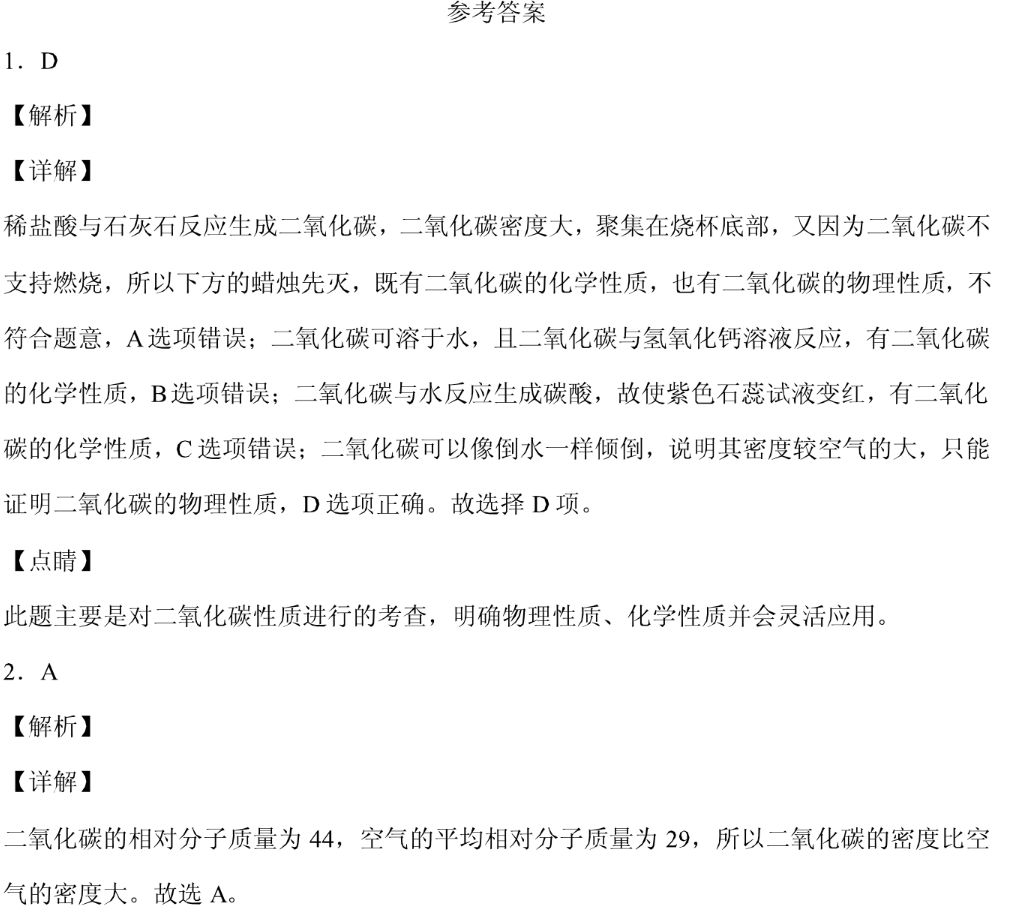 参考答案
1．D
【解析】
【详解】
稀盐酸与石灰石反应生成二氧化碳，二氧化碳密度大，聚集在烧杯底部，又因为二氧化碳不
支持燃烧，所以下方的蜡烛先灭，既有二氧化碳的化学性质，也有二氧化碳的物理性质，不
符合题意，A选项错误；二氧化碳可溶于水，且二氧化碳与氢氧化钙溶液反应，有二氧化碳
的化学性质，B选项错误；二氧化碳与水反应生成碳酸，故使紫色石蕊试液变红，有二氧化
碳的化学性质，C选项错误；二氧化碳可以像倒水一样倾倒，说明其密度较空气的大，只能
证明二氧化碳的物理性质，D选项正确。故选择 D项。
【点睛】
此题主要是对二氧化碳性质进行的考查，明确物理性质、化学性质并会灵活应用。
2．A
【解析】
【详解】
二氧化碳的相对分子质量为 44，空气的平均相对分子质量为 29，所以二氧化碳的密度比空
气的密度大。故选 A。